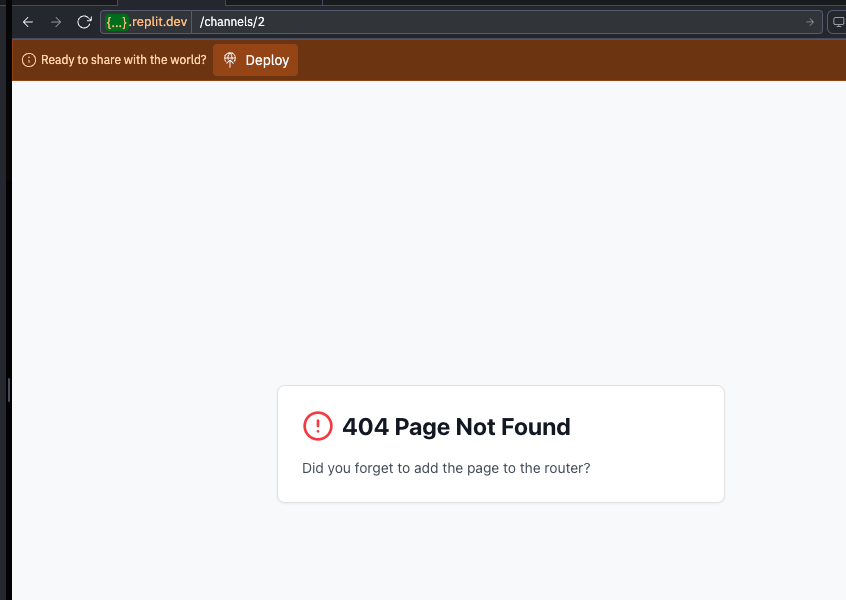 {...}.replit.dev /channels/2
Ready to share with the world? Deploy
404 Page Not Found
Did you forget to add the page to the router?